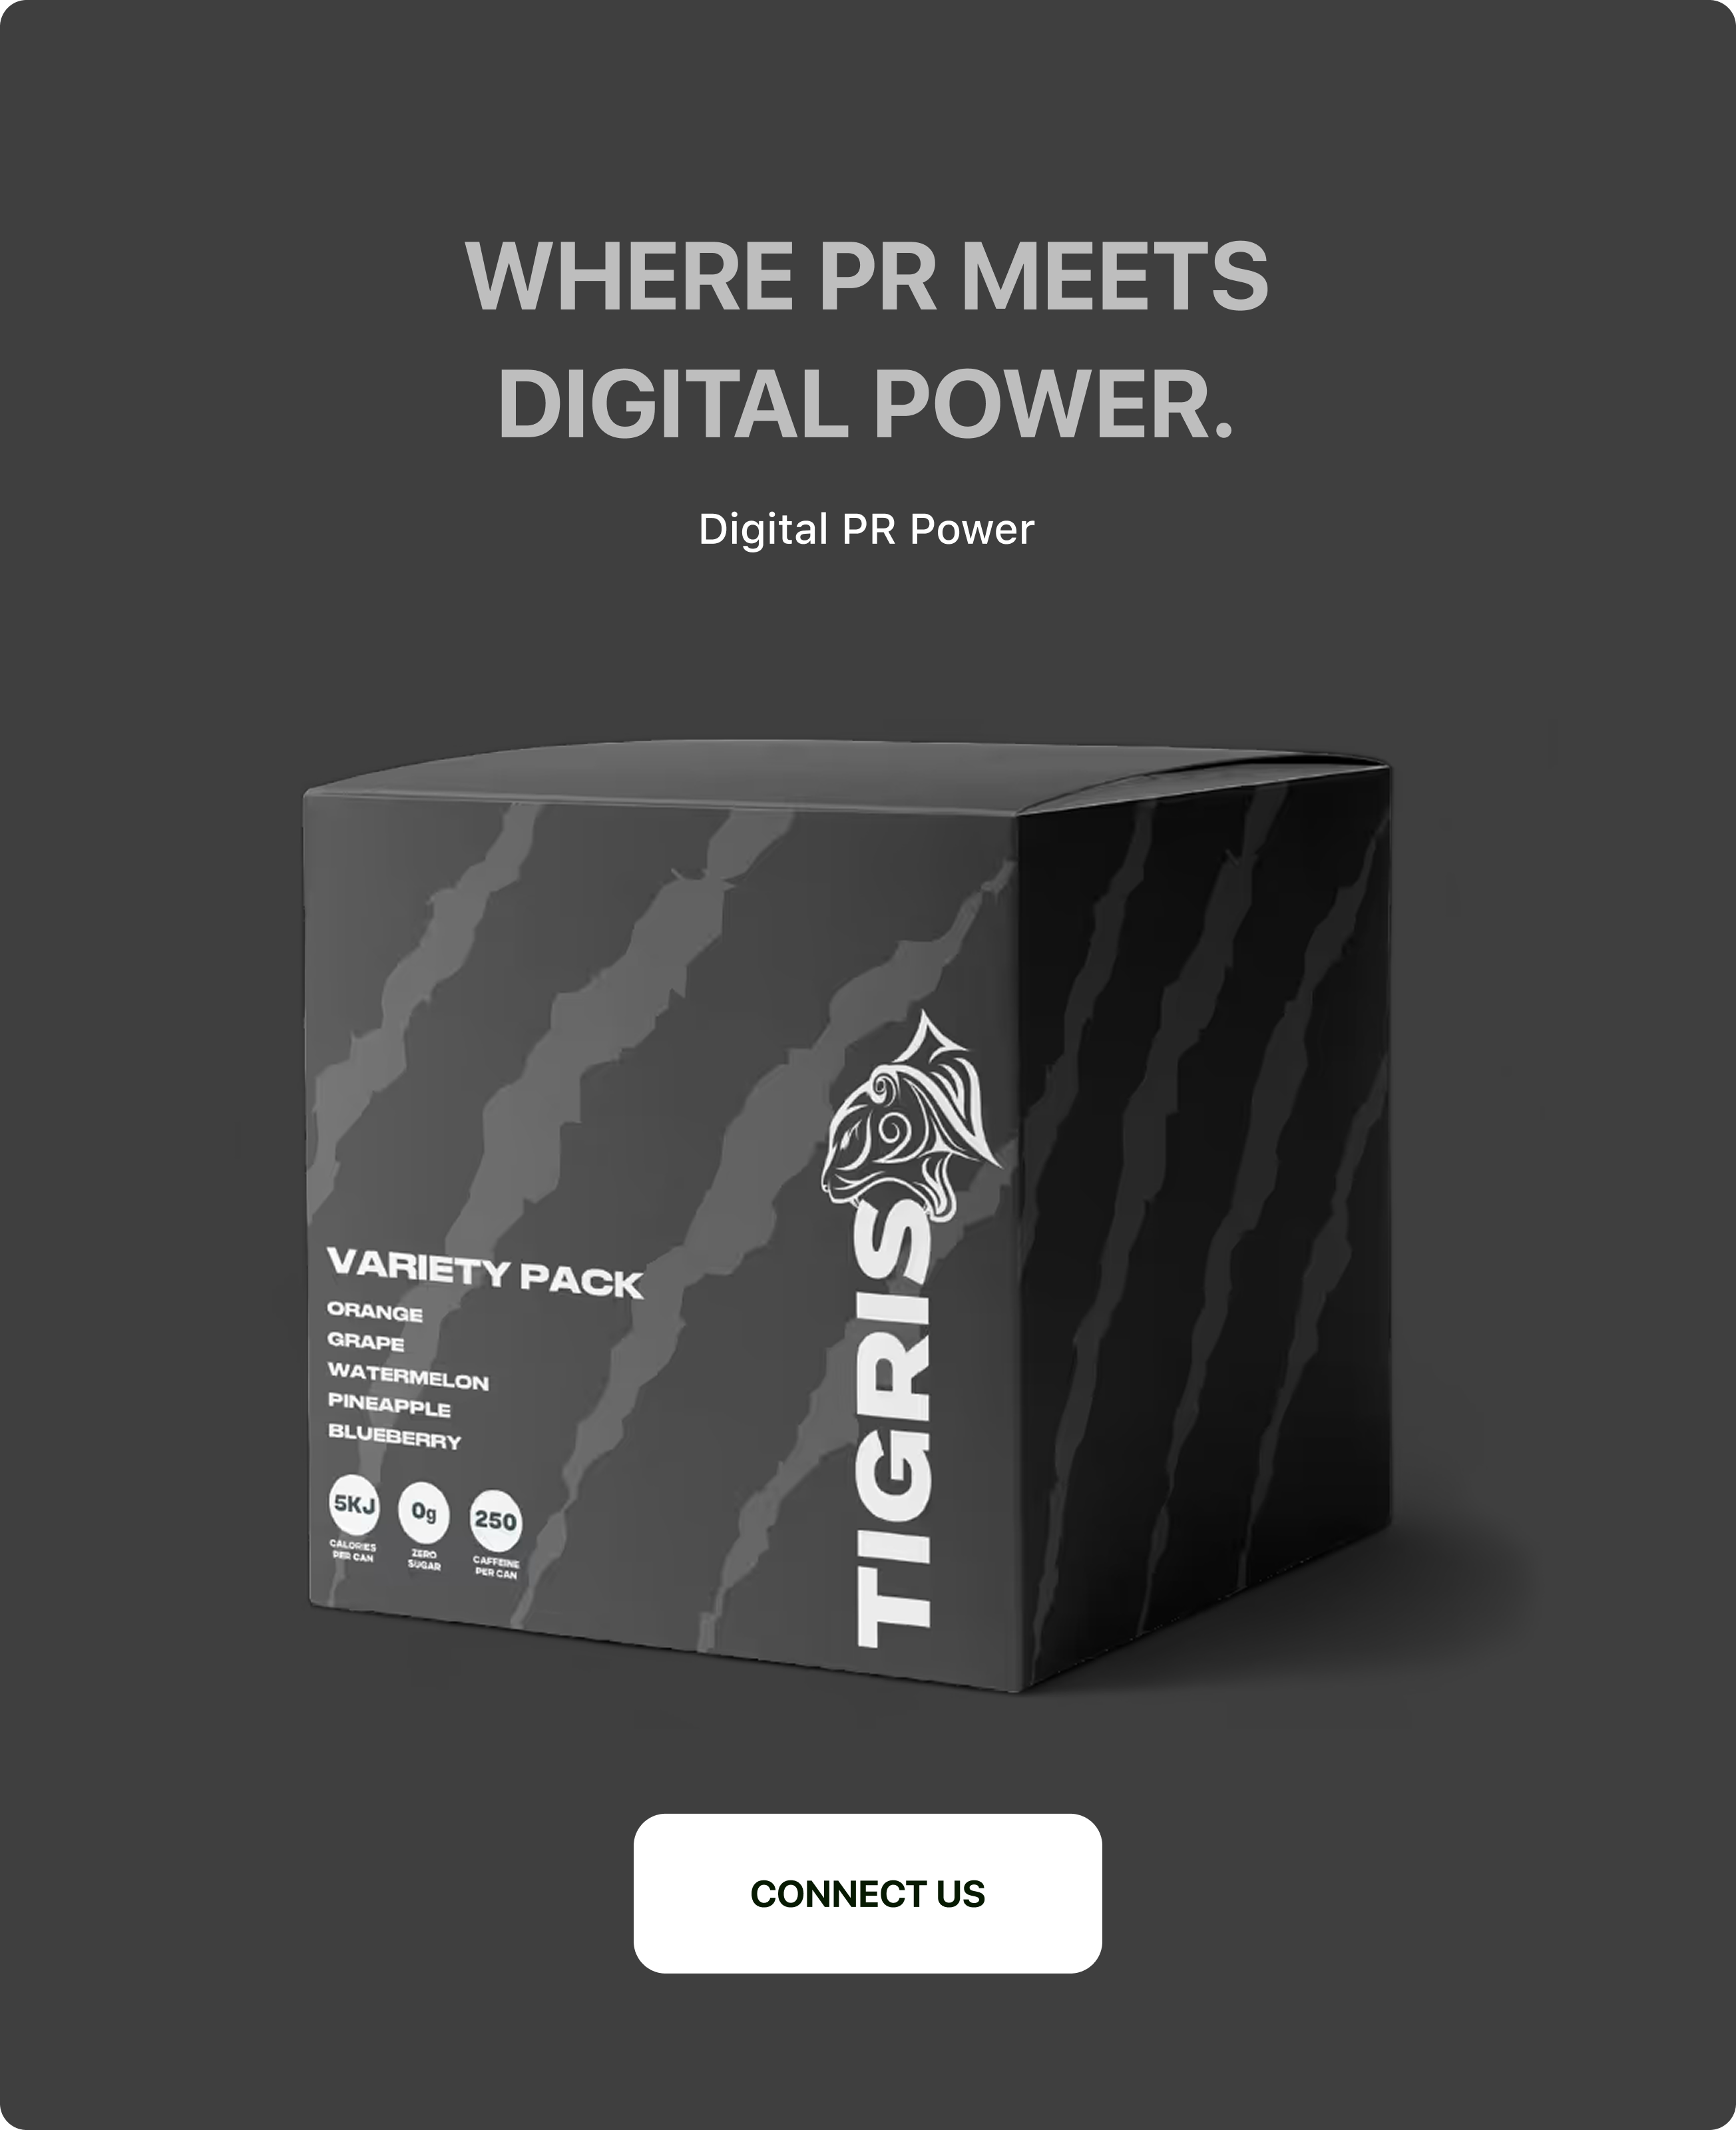 WHERE PR MEETS
DIGITAL POWER.
Digital PR Power
VARIETY PACK
ORANGE
GRAPE
WATERMELON
PINEAPPLE
BLUEBERRY
5KJ
CALORIES
PER CAN
0g
ZERO
SUGAR
250
CAFFEINE
PER CAN
TIGRIS
CONNECT US